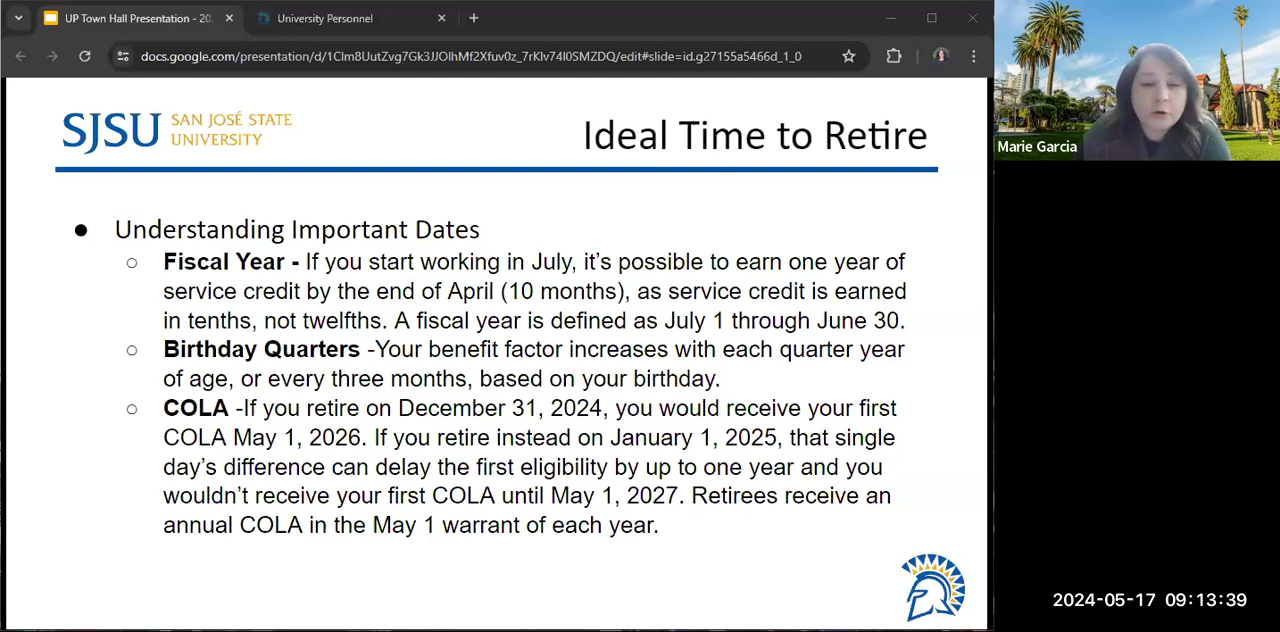 UP Town Hall Presentation - 20
University Personnel
docs.google.com/presentation/d/1Clm8UutZvg7Gk3JJOlhMf2Xfuv0z_7rKlv74l0SMZDQ/edit#slide=id.g27155a5466d_1_0
SJSU SAN JOSÉ STATE
UNIVERSITY
Ideal Time to Retire
● Understanding Important Dates
○ Fiscal Year - If you start working in July, it's possible to earn one year of
service credit by the end of April (10 months), as service credit is earned
in tenths, not twelfths. A fiscal year is defined as July 1 through June 30.
○ Birthday Quarters -Your benefit factor increases with each quarter year
of age, or every three months, based on your birthday.
○ COLA -If you retire on December 31, 2024, you would receive your first
COLA May 1, 2026. If you retire instead on January 1, 2025, that single
day's difference can delay the first eligibility by up to one year and you
wouldn't receive your first COLA until May 1, 2027. Retirees receive an
annual COLA in the May 1 warrant of each year.
Marie Garcia
2024-05-17 09:13:39